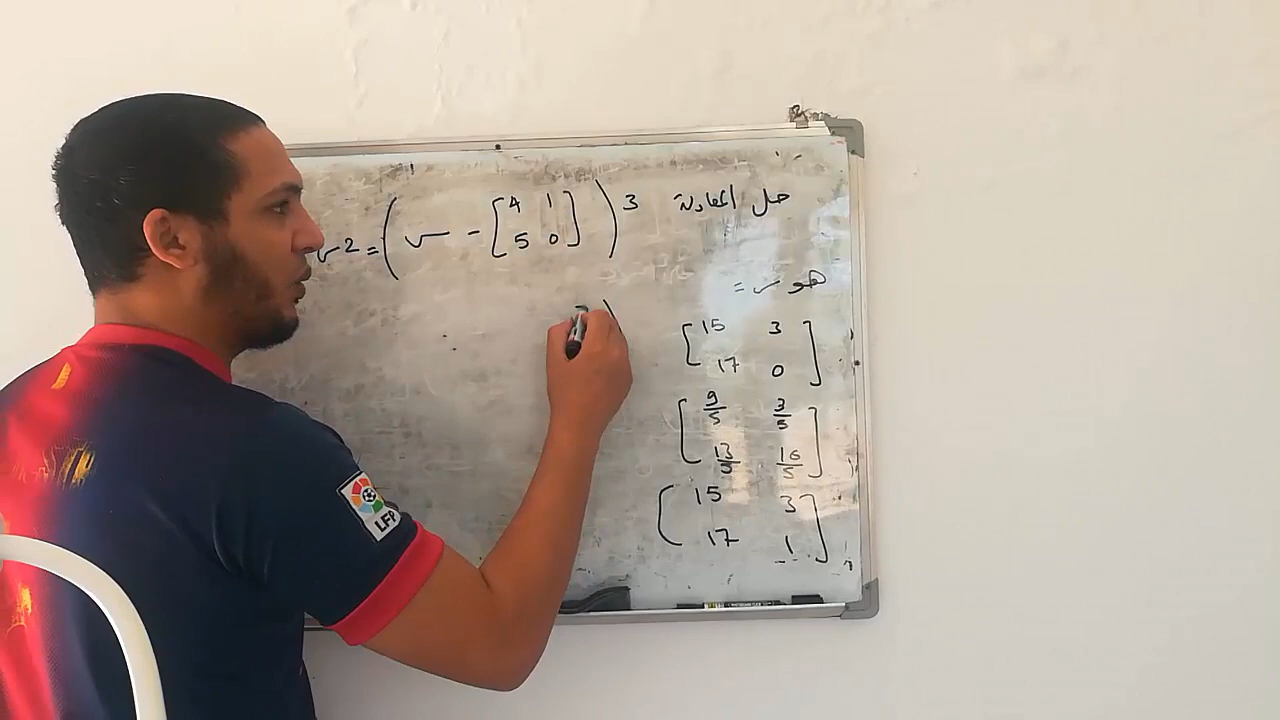 حل المعادلة
3 ( [ 4 1 ] - س ) = 2 س
[ 5 0 ]
هو س =
[ 15 3 ]
[ 17 0 ]
[ 9/5 3/5 ]
[ 13/5 16/5 ]
[ 15 3 ]
[ 17 1 ]
LFP